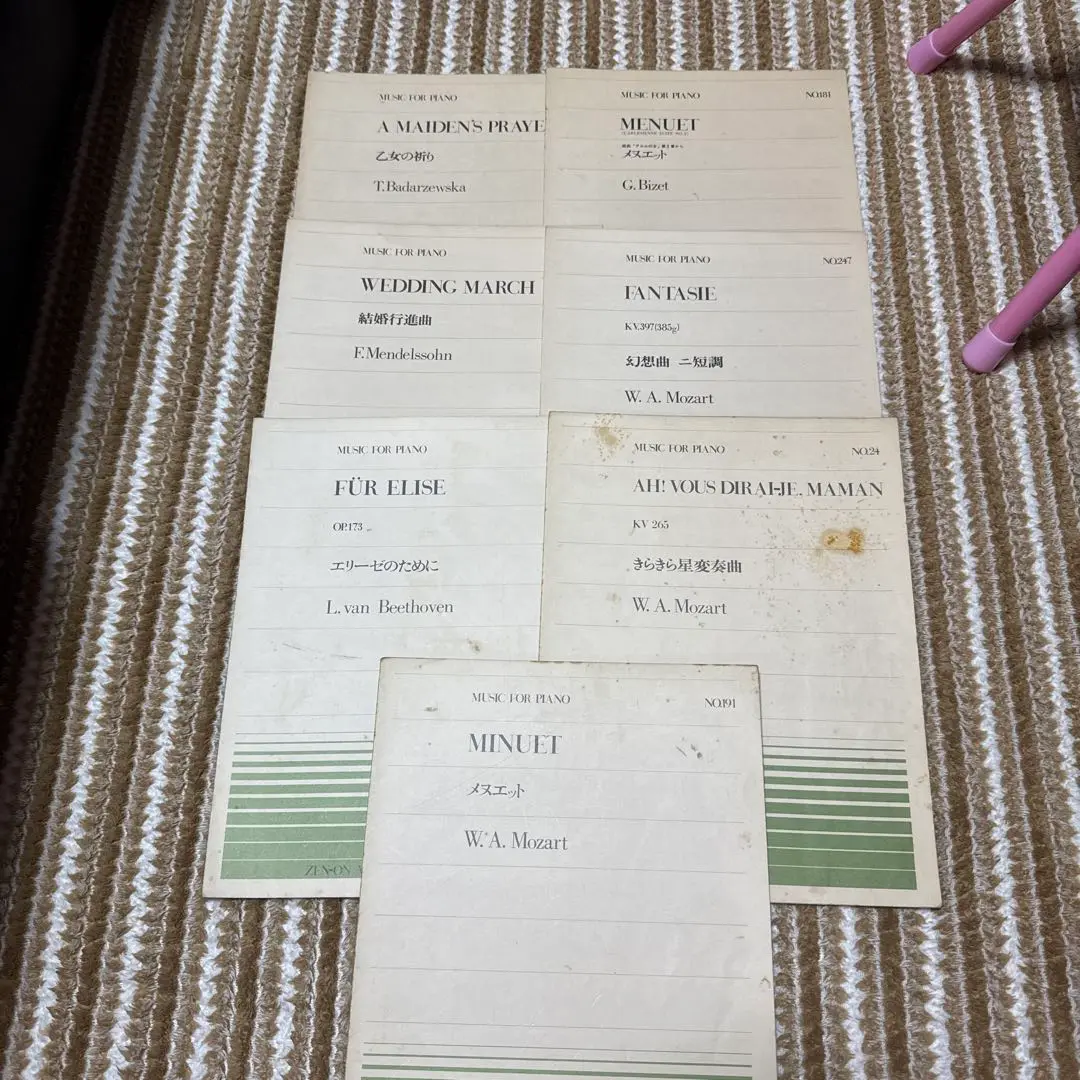 MUSIC FOR PIANO
A MAIDEN'S PRAYE
乙女の祈り
T.Badarzewska
MUSIC FOR PIANO
NO.181
MENUET
メヌエット
G. Bizet
MUSIC FOR PIANO
WEDDING MARCH
結婚行進曲
F.Mendelssohn
MUSIC FOR PIANO
NO.247
FANTASIE
KV.397(385g)
幻想曲 ニ短調
W. A. Mozart
MUSIC FOR PIANO
FÜR ELISE
OP.173
エリーゼのために
L. van Beethoven
ZEN-ON
MUSIC FOR PIANO
NO.24
AH! VOUS DIRAI-JE, MAMAN
KV 265
きらきら星変奏曲
W. A. Mozart
MUSIC FOR PIANO
NO.191
MINUET
メヌエット
W. A. Mozart